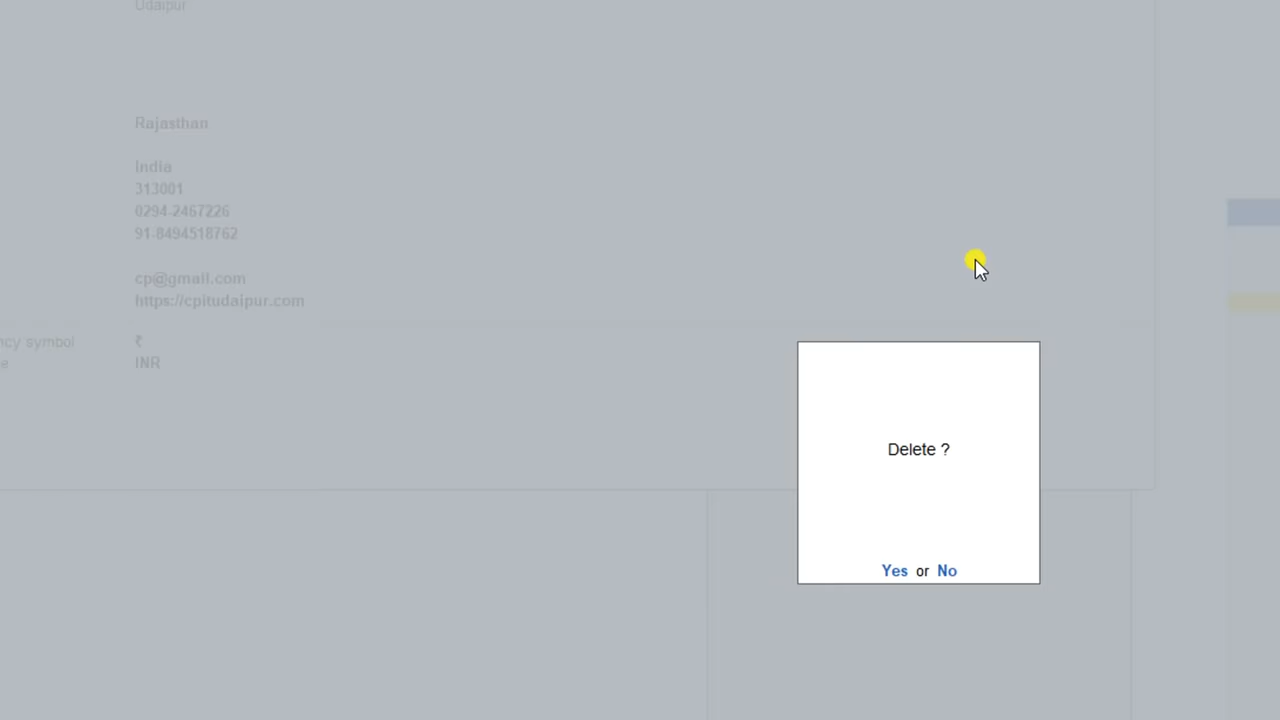 Udaipur
Rajasthan
India
313001
0294-2467226
91-8494518762
cp@gmail.com
https://cpitudaipur.com
ncy symbol ₹
e INR
Delete ?
Yes or No